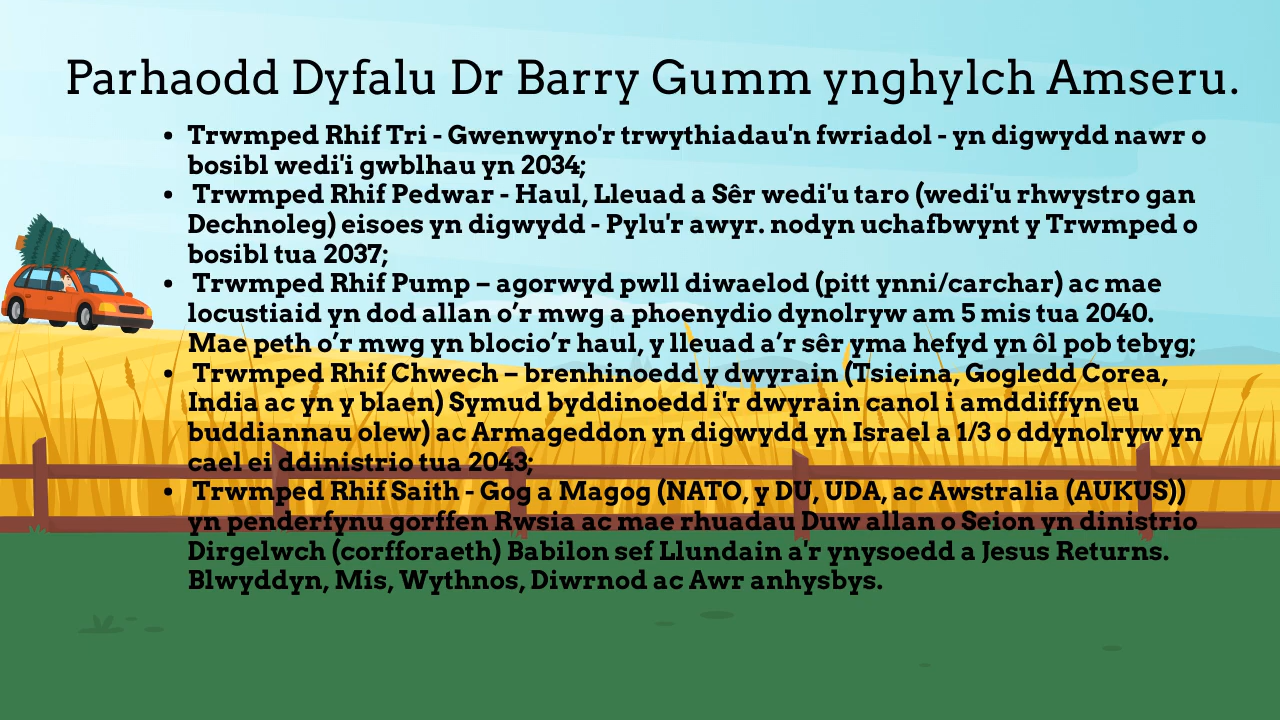 Parhaodd Dyfalu Dr Barry Gumm ynghylch Amseru.
• Trwmped Rhif Tri - Gwenwyno'r trwythiadau'n fwriadol - yn digwydd nawr o
bosibl wedi'i gwblhau yn 2034;
• Trwmped Rhif Pedwar - Haul, Lleuad a Sêr wedi'u taro (wedi'u rhwystro gan
Dechnoleg) eisoes yn digwydd - Pylu'r awyr. nodyn uchafbwynt y Trwmped o
bosibl tua 2037;
• Trwmped Rhif Pump – agorwyd pwll diwaelod (pitt ynni/carchar) ac mae
locustiaid yn dod allan o’r mwg a phoenydio dynolryw am 5 mis tua 2040.
Mae peth o’r mwg yn blocio’r haul, y lleuad a’r sêr yma hefyd yn ôl pob tebyg;
• Trwmped Rhif Chwech – brenhinoedd y dwyrain (Tsieina, Gogledd Corea,
India ac yn y blaen) Symud byddinoedd i'r dwyrain canol i amddiffyn eu
buddiannau olew) ac Armageddon yn digwydd yn Israel a 1/3 o ddynolryw yn
cael ei ddinistrio tua 2043;
• Trwmped Rhif Saith - Gog a Magog (NATO, y DU, UDA, ac Awstralia (AUKUS))
yn penderfynu gorffen Rwsia ac mae rhuadau Duw allan o Seion yn dinistrio
Dirgelwch (corfforaeth) Babilon sef Llundain a'r ynysoedd a Jesus Returns.
Blwyddyn, Mis, Wythnos, Diwrnod ac Awr anhysbys.